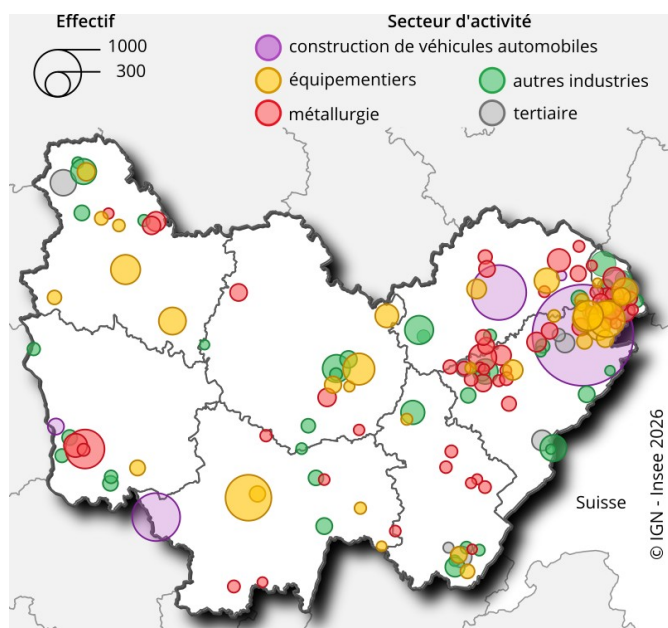 Effectif
1000
300
Secteur d'activité
construction de véhicules automobiles
équipementiers
autres industries
métallurgie
tertiaire
Suisse
© IGN - Insee 2026